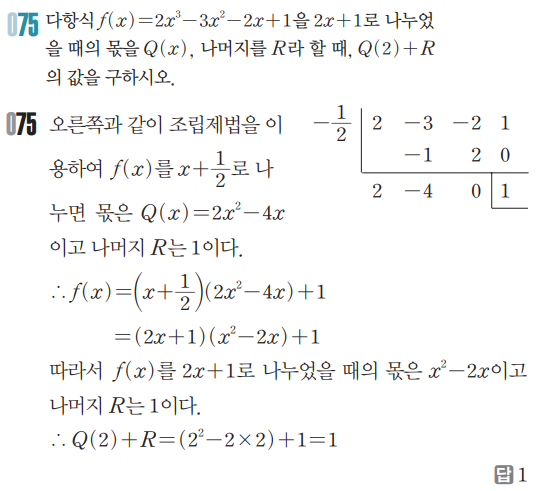 075 다항식 f(x)=2x³-3x²-2x+1을 2x+1로 나누었
을 때의 몫을 Q(x), 나머지를 R라 할 때, Q(2)+R
의 값을 구하시오.
075 오른쪽과 같이 조립제법을 이
용하여 f(x)를 x+1/2로 나
누면 몫은 Q(x)=2x²-4x
이고 나머지 R는 1이다.
-1/2 | 2 -3 -2 1
-1 2 0
2 -4 0 1
∴ f(x)=(x+1/2)(2x²-4x)+1
=(2x+1)(x²-2x)+1
따라서 f(x)를 2x+1로 나누었을 때의 몫은 x²-2x이고
나머지 R는 1이다.
∴ Q(2)+R=(2²-2×2)+1=1
답 1